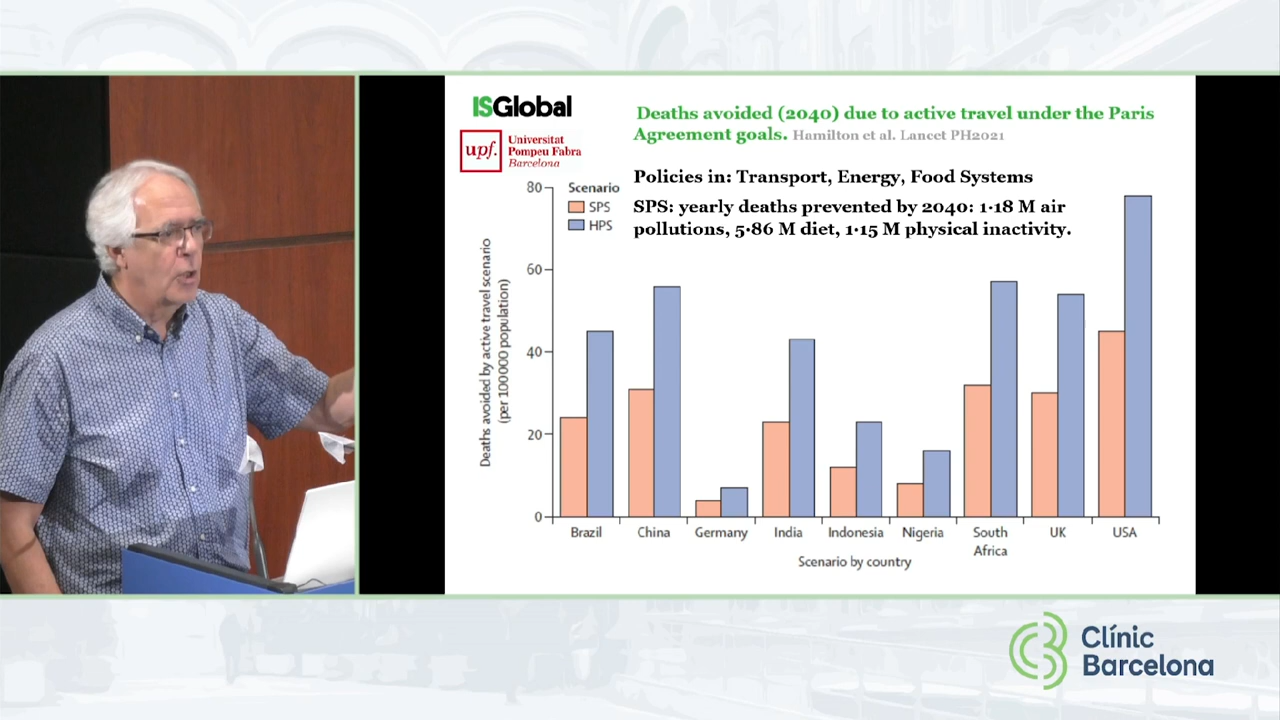 ISGlobal
upf.
Universitat
Pompeu Fabra
Barcelona
Deaths avoided (2040) due to active travel under the Paris
Agreement goals. Hamilton et al. Lancet PH2021
Policies in: Transport, Energy, Food Systems
SPS: yearly deaths prevented by 2040: 1·18 M air
pollutions, 5·86 M diet, 1·15 M physical inactivity.
Scenario
SPS
HPS
Deaths avoided by active travel scenario
(per 100 000 population)
80
60
40
20
0
Brazil China Germany India Indonesia Nigeria South Africa UK USA
Scenario by country
Clínic
Barcelona